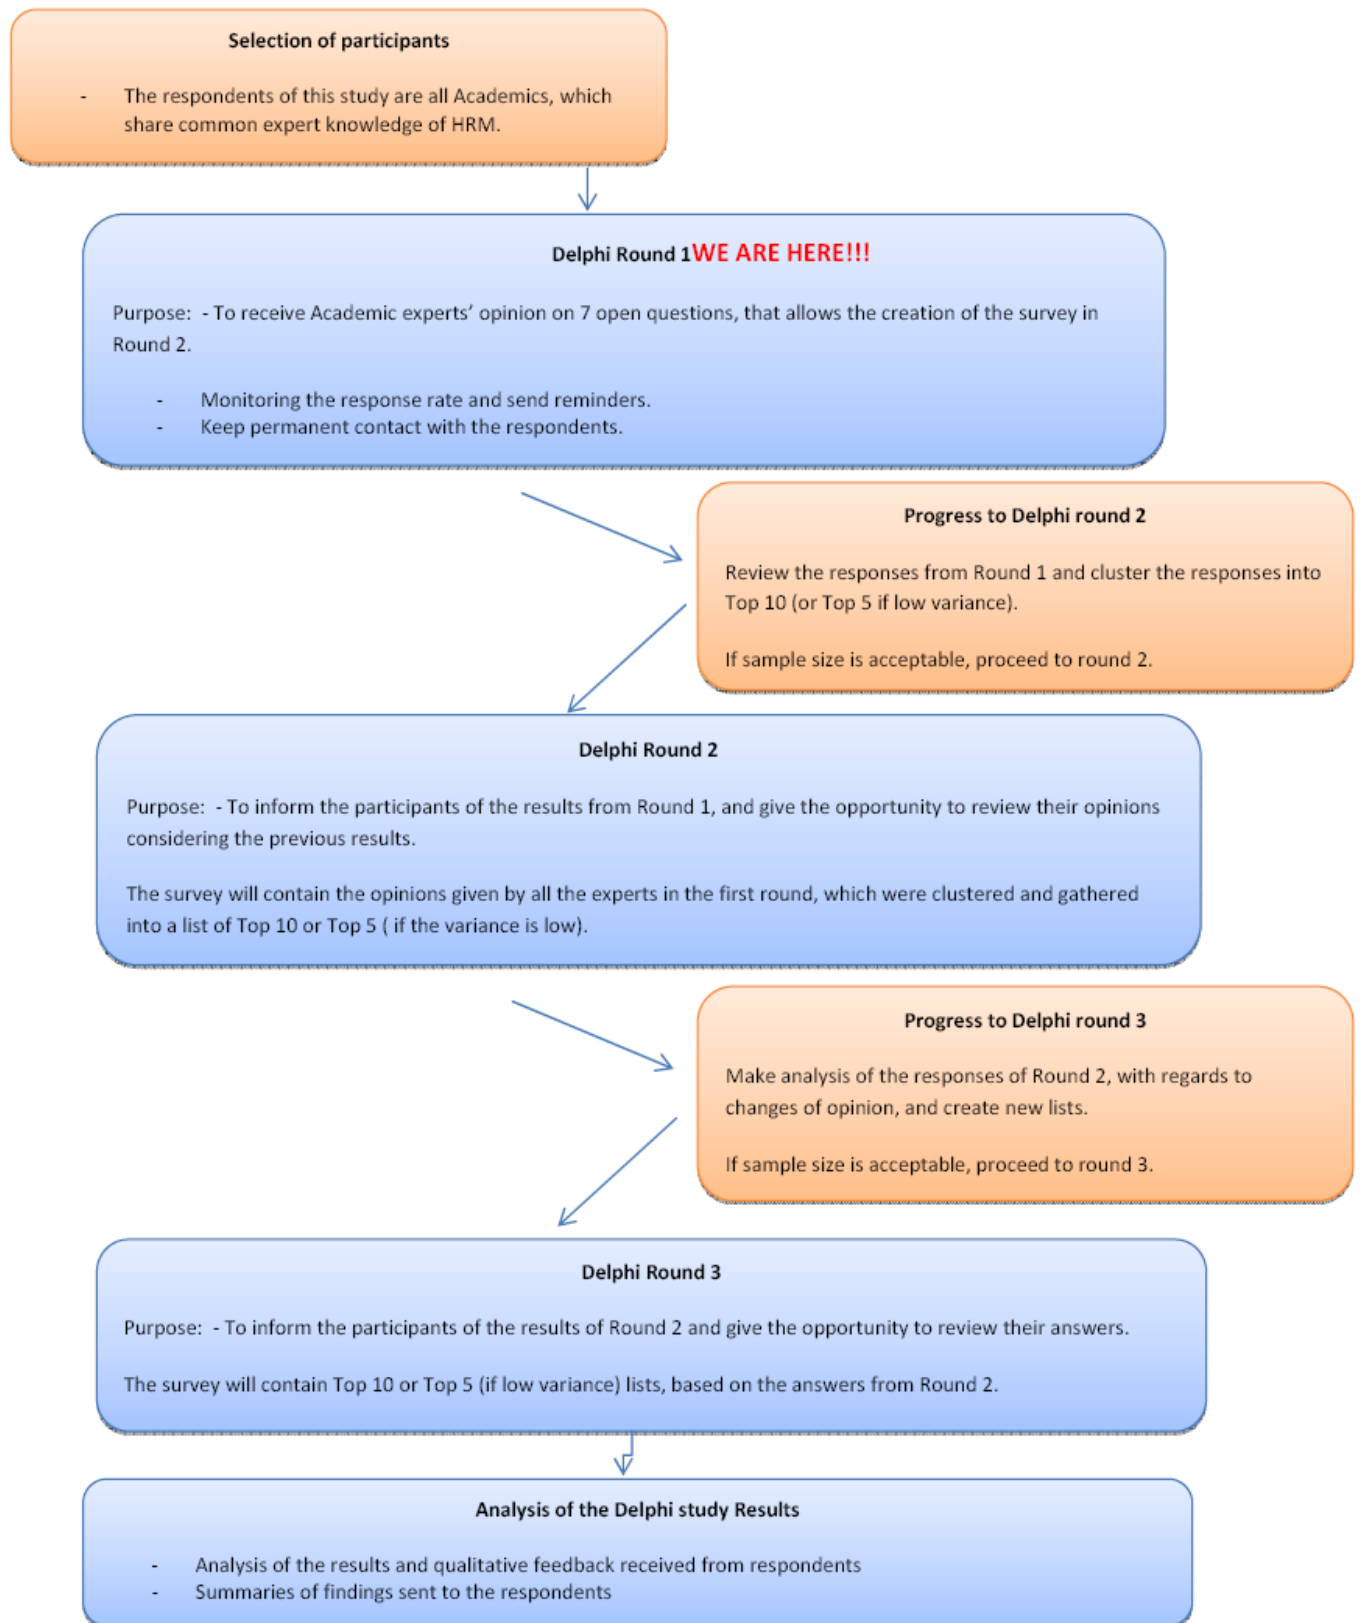 Selection of participants
- The respondents of this study are all Academics, which
share common expert knowledge of HRM.
Delphi Round 1WE ARE HERE!!!
Purpose: - To receive Academic experts’ opinion on 7 open questions, that allows the creation of the survey in
Round 2.
- Monitoring the response rate and send reminders.
- Keep permanent contact with the respondents.
Progress to Delphi round 2
Review the responses from Round 1 and cluster the responses into
Top 10 (or Top 5 if low variance).
If sample size is acceptable, proceed to round 2.
Delphi Round 2
Purpose: - To inform the participants of the results from Round 1, and give the opportunity to review their opinions
considering the previous results.
The survey will contain the opinions given by all the experts in the first round, which were clustered and gathered
into a list of Top 10 or Top 5 ( if the variance is low).
Progress to Delphi round 3
Make analysis of the responses of Round 2, with regards to
changes of opinion, and create new lists.
If sample size is acceptable, proceed to round 3.
Delphi Round 3
Purpose: - To inform the participants of the results of Round 2 and give the opportunity to review their answers.
The survey will contain Top 10 or Top 5 (if low variance) lists, based on the answers from Round 2.
Analysis of the Delphi study Results
- Analysis of the results and qualitative feedback received from respondents
- Summaries of findings sent to the respondents